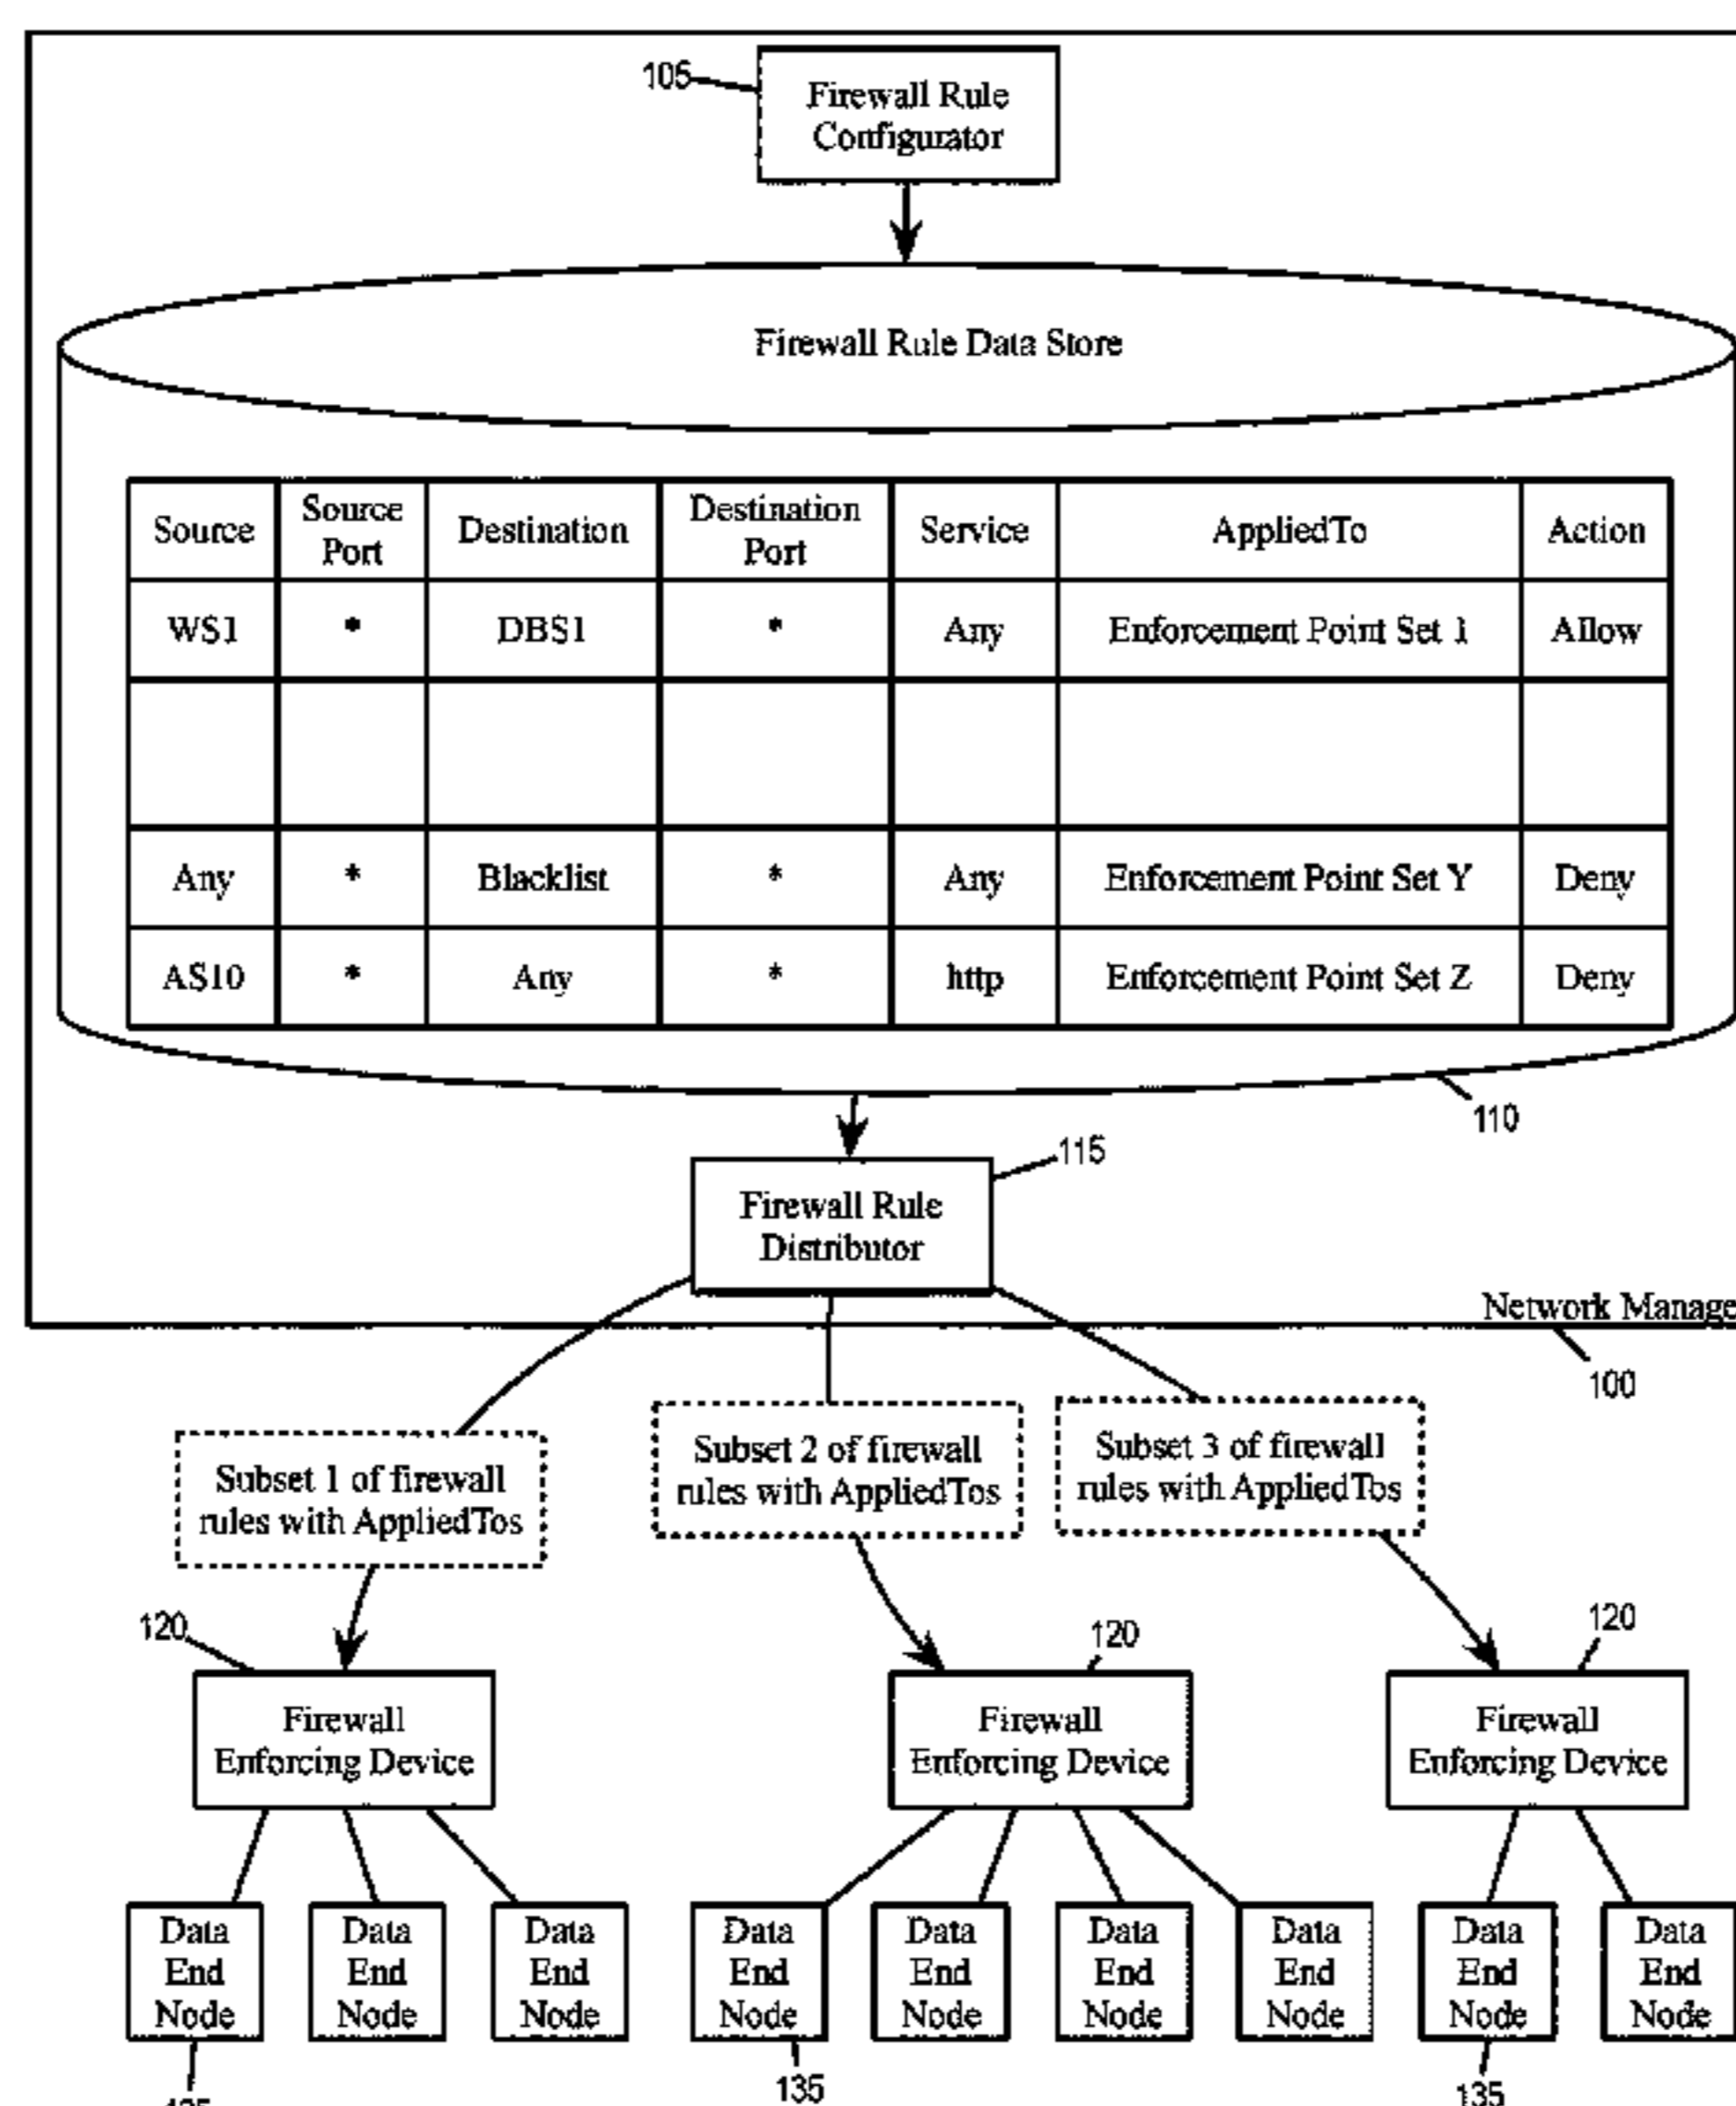 105
Firewall Rule
Configurator
Firewall Rule Data Store
Source
Source
Port
Destination
Destination
Port
Service
AppliedTo
Action
WS1
*
DBS1
*
Any
Enforcement Point Set 1
Allow
Any
*
Blacklist
*
Any
Enforcement Point Set Y
Deny
AS10
*
Any
*
http
Enforcement Point Set Z
Deny
110
115
Firewall Rule
Distributor
Network Manage
100
Subset 1 of firewall
rules with AppliedTos
Subset 2 of firewall
rules with AppliedTos
Subset 3 of firewall
rules with AppliedTos
120
120
120
Firewall
Enforcing Device
Firewall
Enforcing Device
Firewall
Enforcing Device
Data
End
Node
Data
End
Node
Data
End
Node
Data
End
Node
Data
End
Node
Data
End
Node
Data
End
Node
Data
End
Node
Data
End
Node
135
135